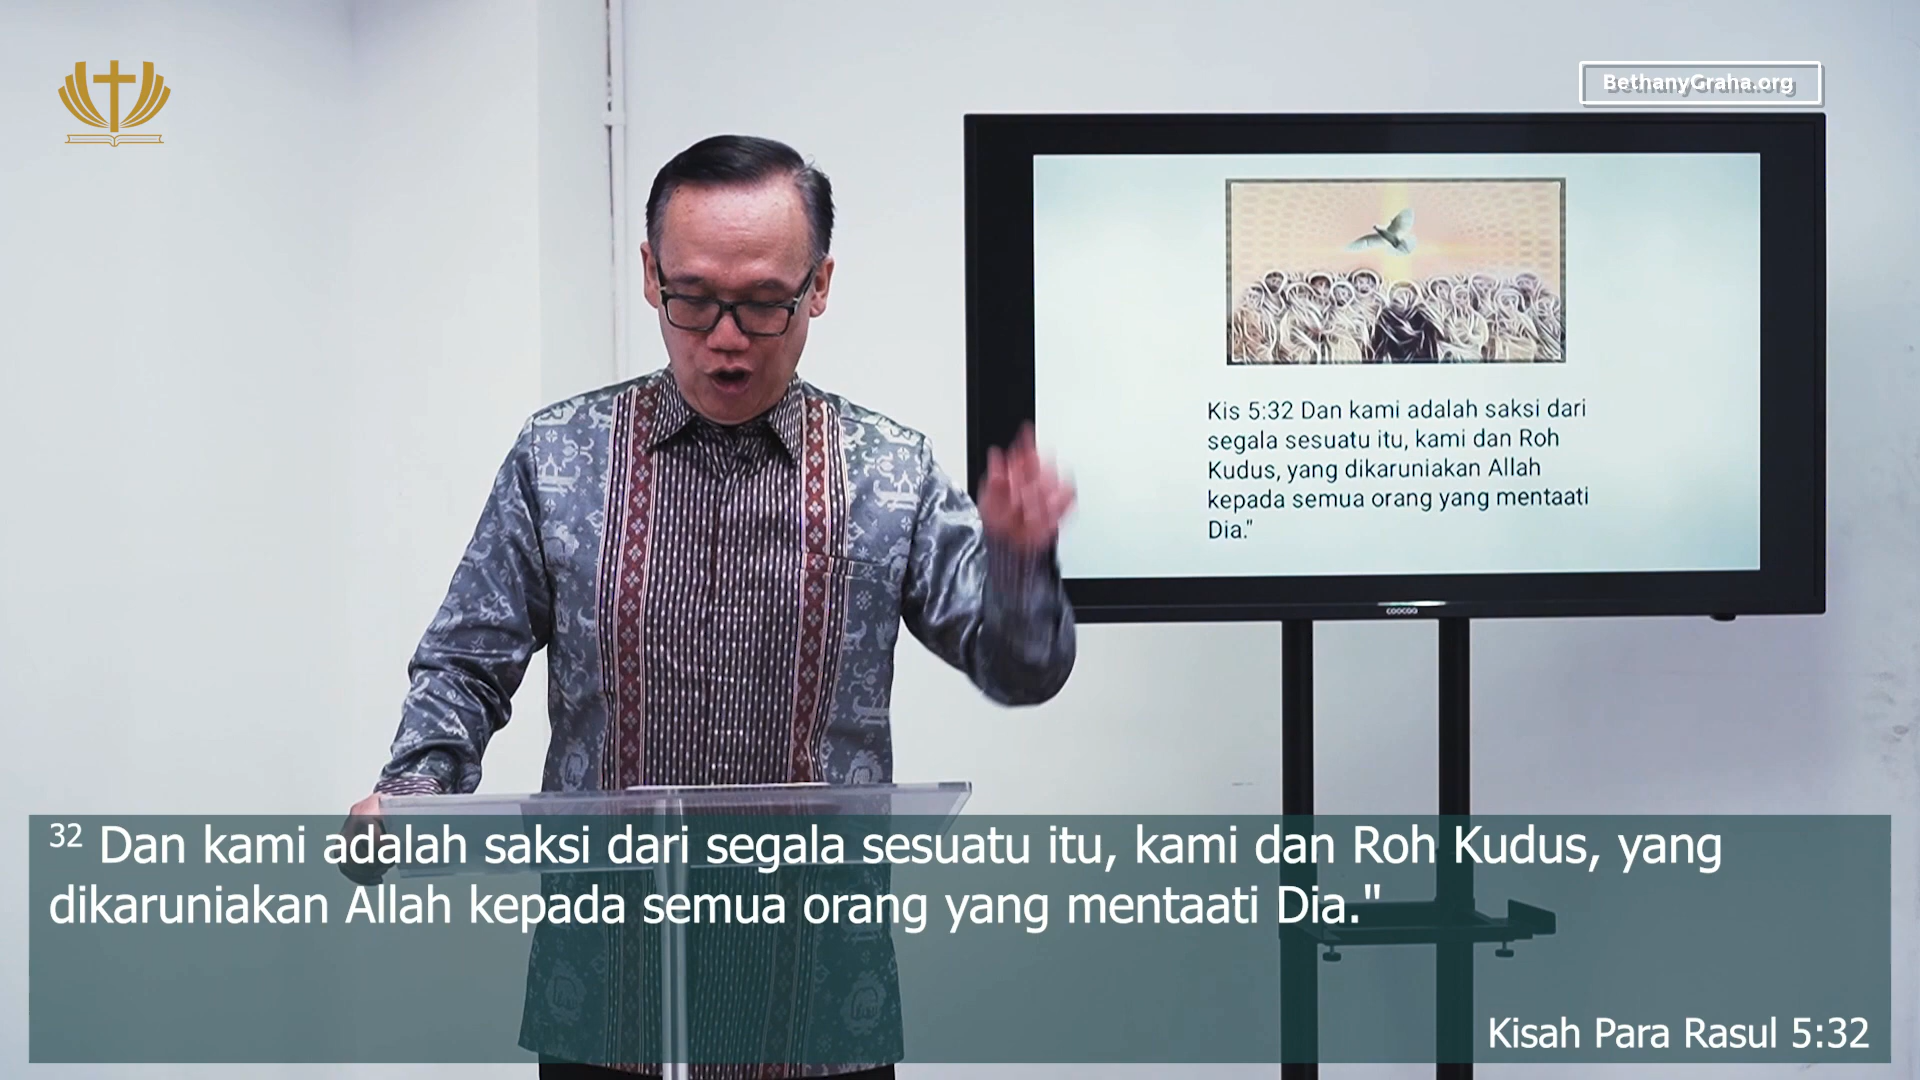 BethanyGraha.org
Kis 5:32 Dan kami adalah saksi dari
segala sesuatu itu, kami dan Roh
Kudus, yang dikaruniakan Allah
kepada semua orang yang mentaati
Dia."
coocaa
32 Dan kami adalah saksi dari segala sesuatu itu, kami dan Roh Kudus, yang
dikaruniakan Allah kepada semua orang yang mentaati Dia."
Kisah Para Rasul 5:32